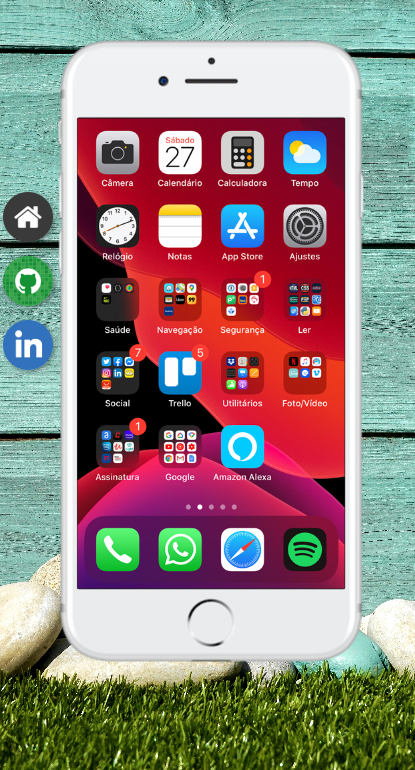 Sábado
27
Câmera
Calendário
Calculadora
Tempo
Relógio
Notas
App Store
Ajustes
1
Saúde
Navegação
Segurança
Ler
7
5
Social
Trello
Utilitários
Foto/Vídeo
1
Assinatura
Google
Amazon Alexa
in